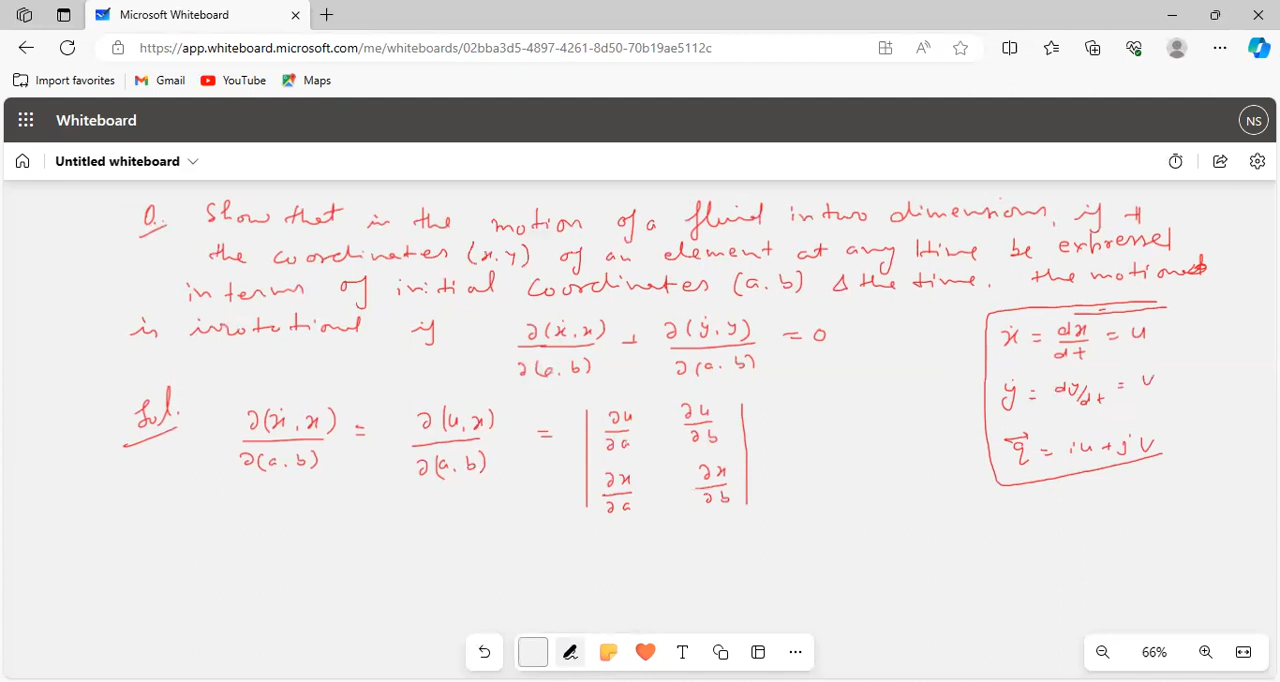 Microsoft Whiteboard
https://app.whiteboard.microsoft.com/me/whiteboards/02bba3d5-4897-4261-8d50-70b19ae5112c
Import favorites Gmail YouTube Maps
Whiteboard NS
Untitled whiteboard
Q. Show that in the motion of a fluid in two dimensions, if
the coordinates (x.y) of an element at any time be expressed
in terms of initial coordinates (a.b) & the time. the motion
is irrotational if ∂(ẋ,x)/∂(a.b) + ∂(ẏ,y)/∂(a.b) = 0
ẋ = dx/dt = u
ẏ = dy/dt = v
q⃗ = iu + jv
Sol. ∂(ẋ,x)/∂(a.b) = ∂(u,x)/∂(a.b) = | ∂u/∂a ∂u/∂b |
| ∂x/∂a ∂x/∂b |
66%